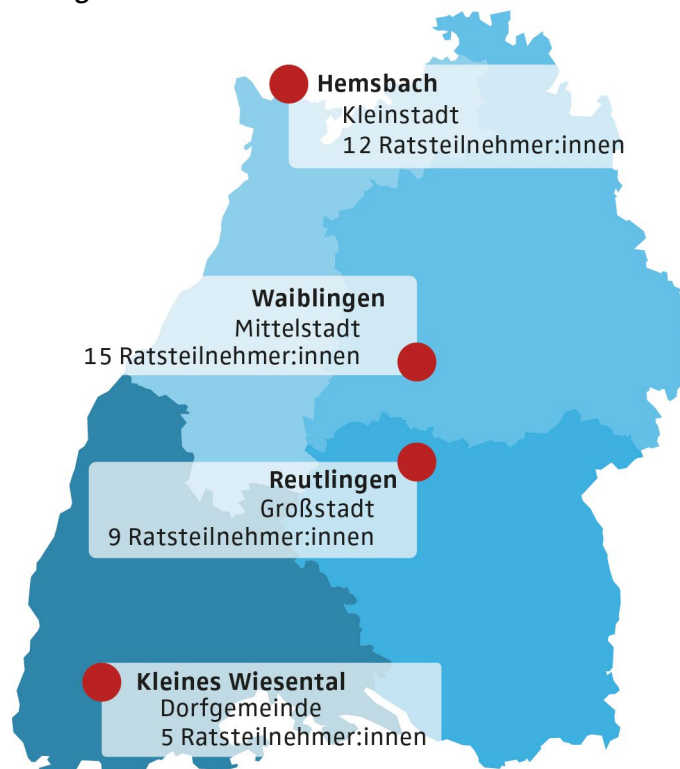 Hemsbach
Kleinstadt
12 Ratsteilnehmer:innen
Waiblingen
Mittelstadt
15 Ratsteilnehmer:innen
Reutlingen
Großstadt
9 Ratsteilnehmer:innen
Kleines Wiesental
Dorfgemeinde
5 Ratsteilnehmer:innen